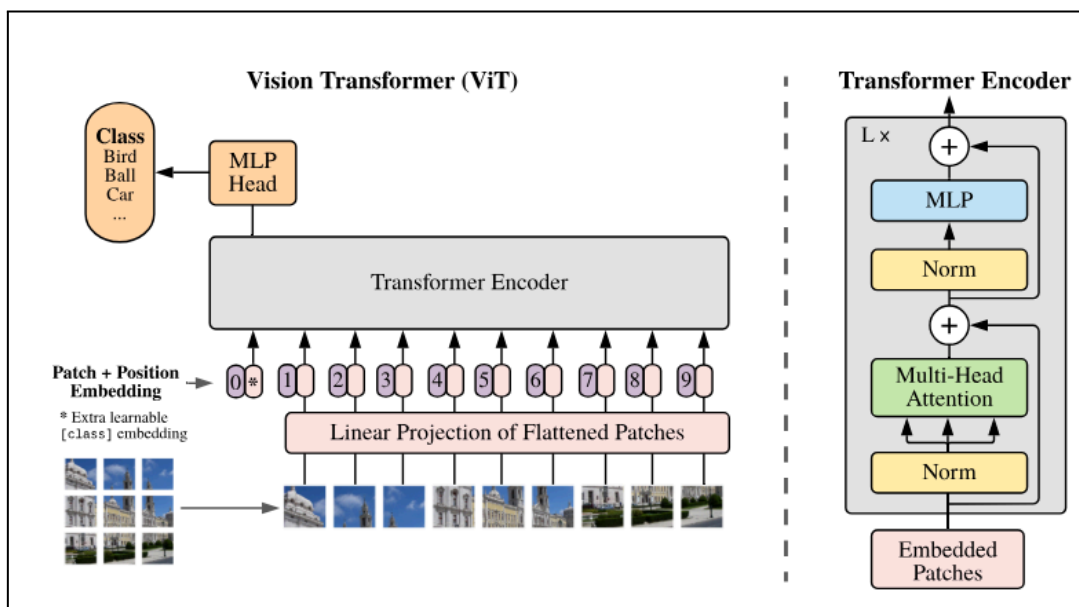 Vision Transformer (ViT)
Class
Bird
Ball
Car
...
MLP
Head
Transformer Encoder
Patch + Position
Embedding
0 * 1 2 3 4 5 6 7 8 9
* Extra learnable
[class] embedding
Linear Projection of Flattened Patches
Transformer Encoder
L x
+
MLP
Norm
+
Multi-Head
Attention
Norm
Embedded
Patches